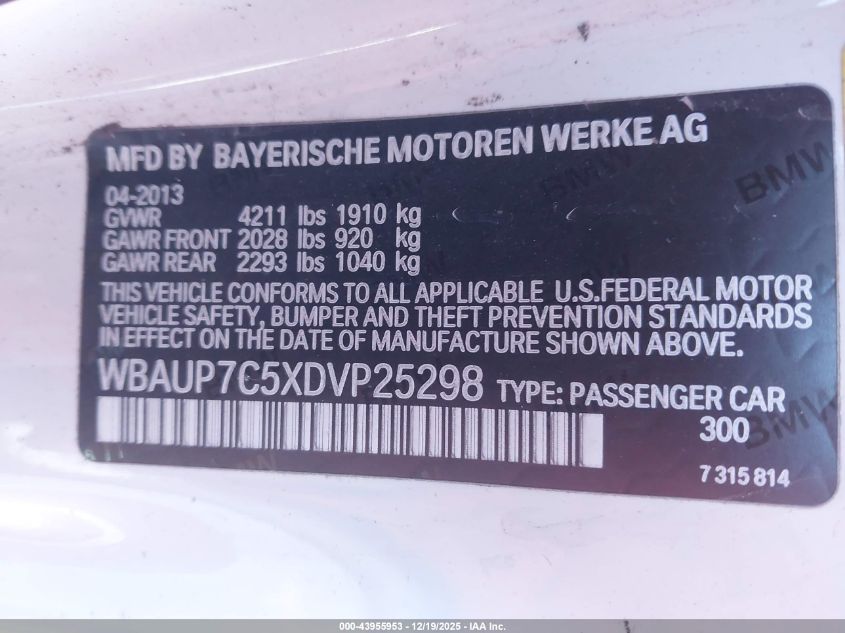 MFD BY BAYERISCHE MOTOREN WERKE AG
04-2013
GVWR 4211 lbs 1910 kg
GAWR FRONT 2028 lbs 920 kg
GAWR REAR 2293 lbs 1040 kg
THIS VEHICLE CONFORMS TO ALL APPLICABLE U.S.FEDERAL MOTOR
VEHICLE SAFETY, BUMPER AND THEFT PREVENTION STANDARDS
IN EFFECT ON THE DATE OF MANUFACTURE SHOWN ABOVE.
WBAUP7C5XDVP25298 TYPE: PASSENGER CAR
300
7 315 814
BMW
BMW
BMW
000-43955953 - 12/19/2025 - IAA Inc.